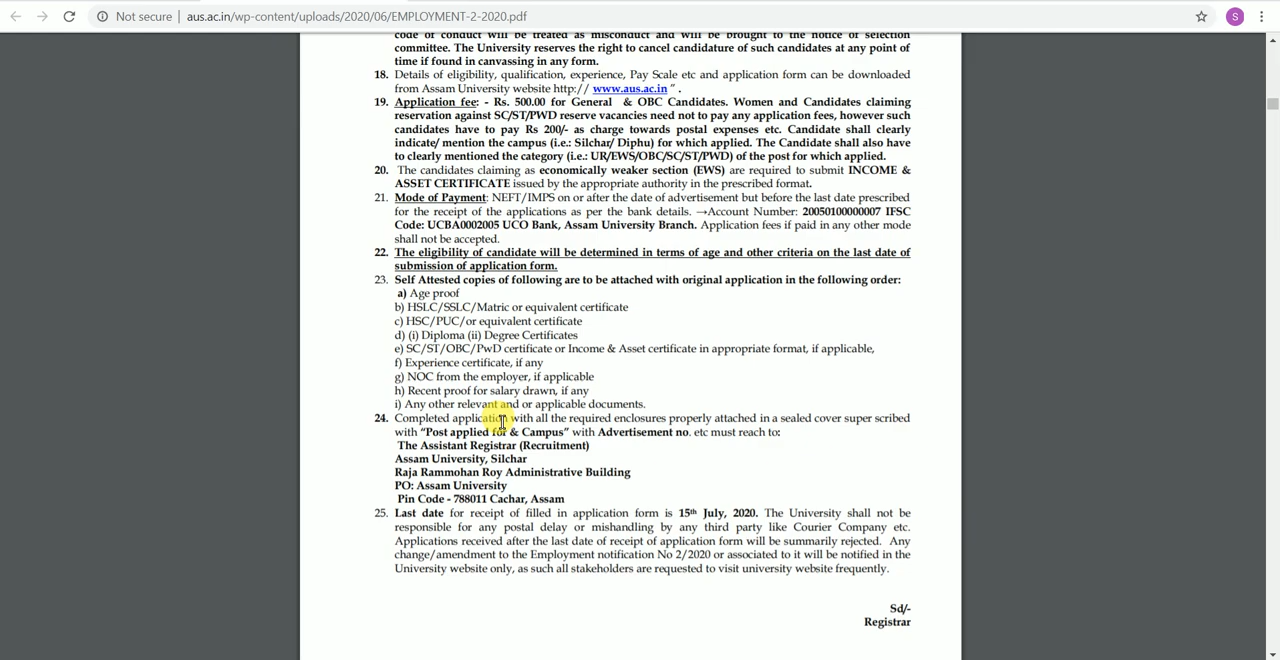 Not secure | aus.ac.in/wp-content/uploads/2020/06/EMPLOYMENT-2-2020.pdf
S
code of conduct will be treated as misconduct and will be brought to the notice of selection
committee. The University reserves the right to cancel candidature of such candidates at any point of
time if found in canvassing in any form.
18. Details of eligibility, qualification, experience, Pay Scale etc and application form can be downloaded
from Assam University website http:// www.aus.ac.in ” .
19. Application fee: - Rs. 500.00 for General & OBC Candidates. Women and Candidates claiming
reservation against SC/ST/PWD reserve vacancies need not to pay any application fees, however such
candidates have to pay Rs 200/- as charge towards postal expenses etc. Candidate shall clearly
indicate/ mention the campus (i.e.: Silchar/ Diphu) for which applied. The Candidate shall also have
to clearly mentioned the category (i.e.: UR/EWS/OBC/SC/ST/PWD) of the post for which applied.
20. The candidates claiming as economically weaker section (EWS) are required to submit INCOME &
ASSET CERTIFICATE issued by the appropriate authority in the prescribed format.
21. Mode of Payment: NEFT/IMPS on or after the date of advertisement but before the last date prescribed
for the receipt of the applications as per the bank details. →Account Number: 20050100000007 IFSC
Code: UCBA0002005 UCO Bank, Assam University Branch. Application fees if paid in any other mode
shall not be accepted.
22. The eligibility of candidate will be determined in terms of age and other criteria on the last date of
submission of application form.
23. Self Attested copies of following are to be attached with original application in the following order:
a) Age proof
b) HSLC/SSLC/Matric or equivalent certificate
c) HSC/PUC/or equivalent certificate
d) (i) Diploma (ii) Degree Certificates
e) SC/ST/OBC/PwD certificate or Income & Asset certificate in appropriate format, if applicable,
f) Experience certificate, if any
g) NOC from the employer, if applicable
h) Recent proof for salary drawn, if any
i) Any other relevant and or applicable documents.
24. Completed application with all the required enclosures properly attached in a sealed cover super scribed
with “Post applied for & Campus” with Advertisement no. etc must reach to:
The Assistant Registrar (Recruitment)
Assam University, Silchar
Raja Rammohan Roy Administrative Building
PO: Assam University
Pin Code - 788011 Cachar, Assam
25. Last date for receipt of filled in application form is 15th July, 2020. The University shall not be
responsible for any postal delay or mishandling by any third party like Courier Company etc.
Applications received after the last date of receipt of application form will be summarily rejected. Any
change/amendment to the Employment notification No 2/2020 or associated to it will be notified in the
University website only, as such all stakeholders are requested to visit university website frequently.
Sd/-
Registrar